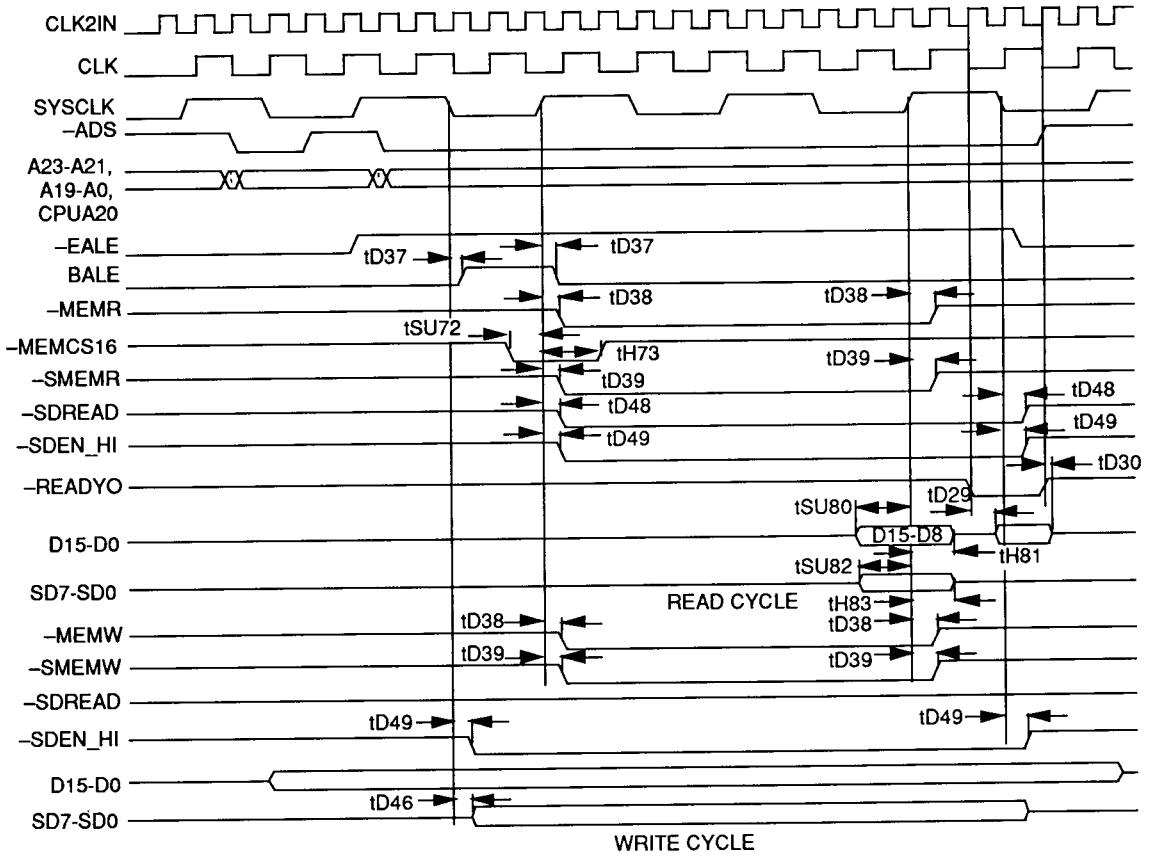 CLK2IN
CLK
SYSCLK
–ADS
A23-A21,
A19-A0,
CPUA20
–EALE
tD37
tD37
BALE
tD38
tD38
–MEMR
tSU72
–MEMCS16
tH73
tD39
–SMEMR
tD39
tD48
–SDREAD
tD48
tD49
–SDEN_HI
tD49
tD30
–READYO
tSU80
tD29
D15-D0
D15-D8
tH81
tSU82
SD7-SD0
READ CYCLE
tH83
tD38
tD38
–MEMW
tD39
tD39
–SMEMW
–SDREAD
tD49
tD49
–SDEN_HI
D15-D0
tD46
SD7-SD0
WRITE CYCLE